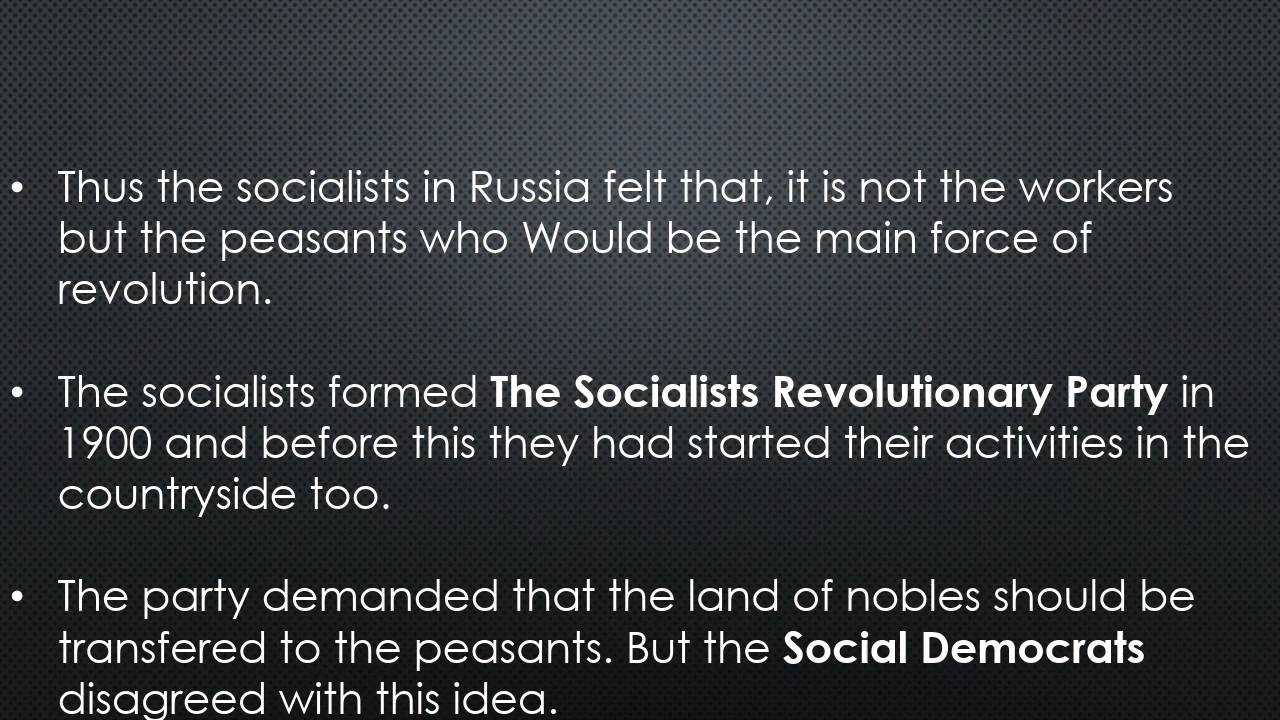 • Thus the socialists in Russia felt that, it is not the workers
but the peasants who Would be the main force of
revolution.
• The socialists formed The Socialists Revolutionary Party in
1900 and before this they had started their activities in the
countryside too.
• The party demanded that the land of nobles should be
transfered to the peasants. But the Social Democrats
disagreed with this idea.